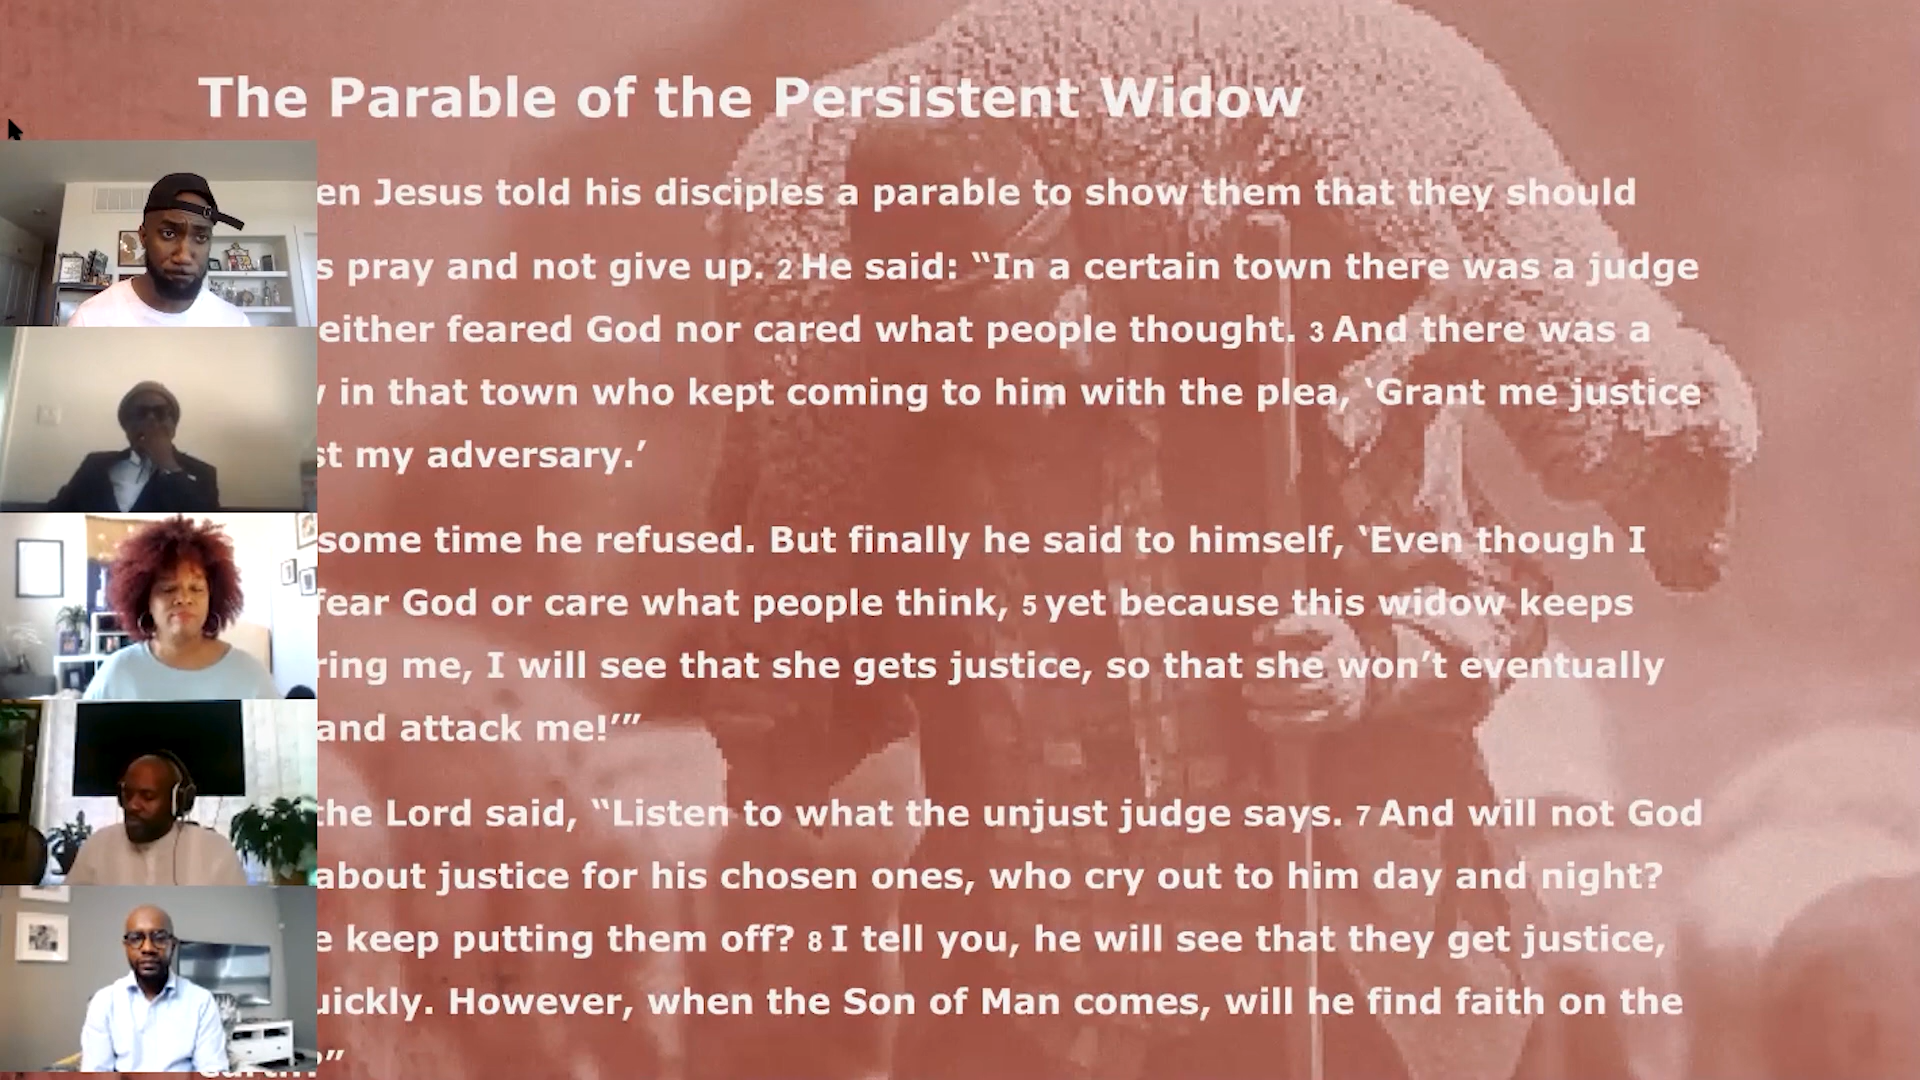 The Parable of the Persistent Widow
en Jesus told his disciples a parable to show them that they should
s pray and not give up. 2 He said: “In a certain town there was a judge
either feared God nor cared what people thought. 3 And there was a
in that town who kept coming to him with the plea, ‘Grant me justice
st my adversary.’
some time he refused. But finally he said to himself, ‘Even though I
fear God or care what people think, 5 yet because this widow keeps
ring me, I will see that she gets justice, so that she won’t eventually
and attack me!’”
the Lord said, “Listen to what the unjust judge says. 7 And will not God
about justice for his chosen ones, who cry out to him day and night?
e keep putting them off? 8 I tell you, he will see that they get justice,
uickly. However, when the Son of Man comes, will he find faith on the